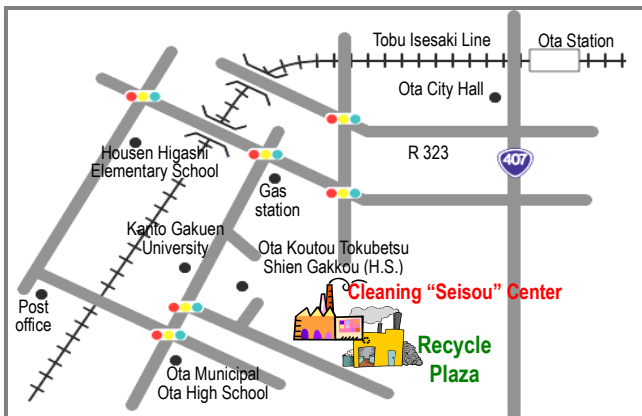 Tobu Isesaki Line
Ota Station
Ota City Hall
R 323
407
Housen Higashi
Elementary School
Gas
station
Kanto Gakuen
University
Ota Koutou Tokubetsu
Shien Gakkou (H.S.)
Cleaning “Seisou” Center
Post
office
Recycle
Plaza
Ota Municipal
Ota High School